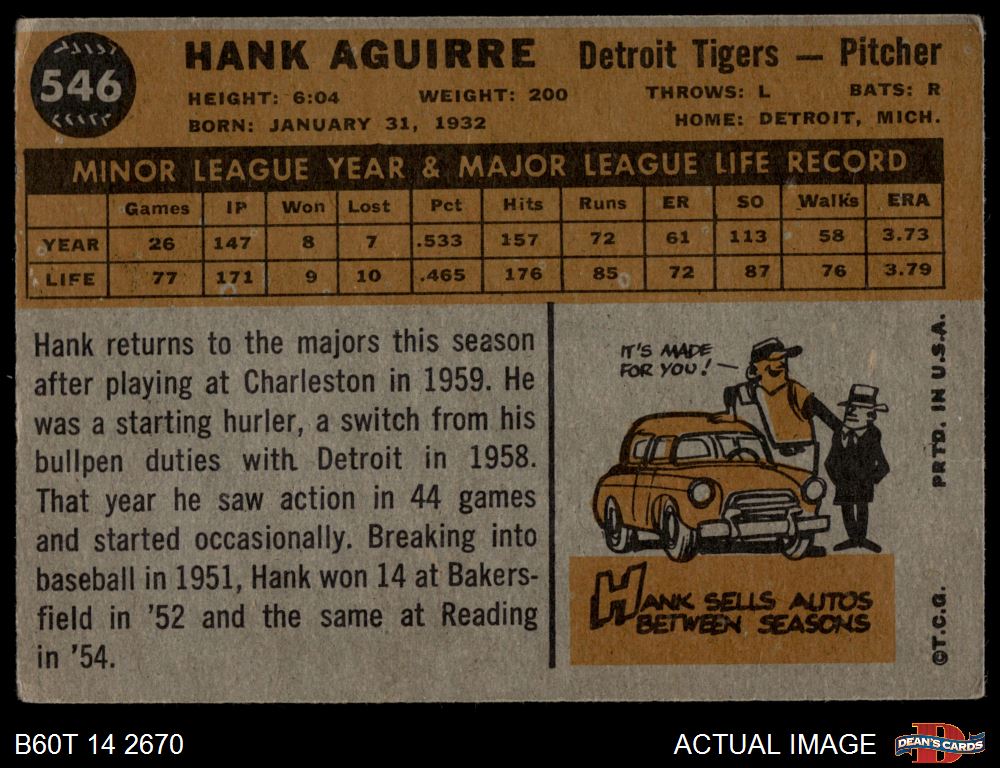 546
HANK AGUIRRE Detroit Tigers — Pitcher
HEIGHT: 6:04 WEIGHT: 200 THROWS: L BATS: R
BORN: JANUARY 31, 1932 HOME: DETROIT, MICH.
MINOR LEAGUE YEAR & MAJOR LEAGUE LIFE RECORD
Games IP Won Lost Pct Hits Runs ER SO Walks ERA
YEAR 26 147 8 7 .533 157 72 61 113 58 3.73
LIFE 77 171 9 10 .465 176 85 72 87 76 3.79
Hank returns to the majors this season
after playing at Charleston in 1959. He
was a starting hurler, a switch from his
bullpen duties with Detroit in 1958.
That year he saw action in 44 games
and started occasionally. Breaking into
baseball in 1951, Hank won 14 at Bakers-
field in '52 and the same at Reading
in '54.
IT'S MADE
FOR YOU!
HANK SELLS AUTOS
BETWEEN SEASONS
©T.C.G. PRTD. IN U.S.A.
B60T 14 2670
ACTUAL IMAGE
D
DEAN'S CARDS